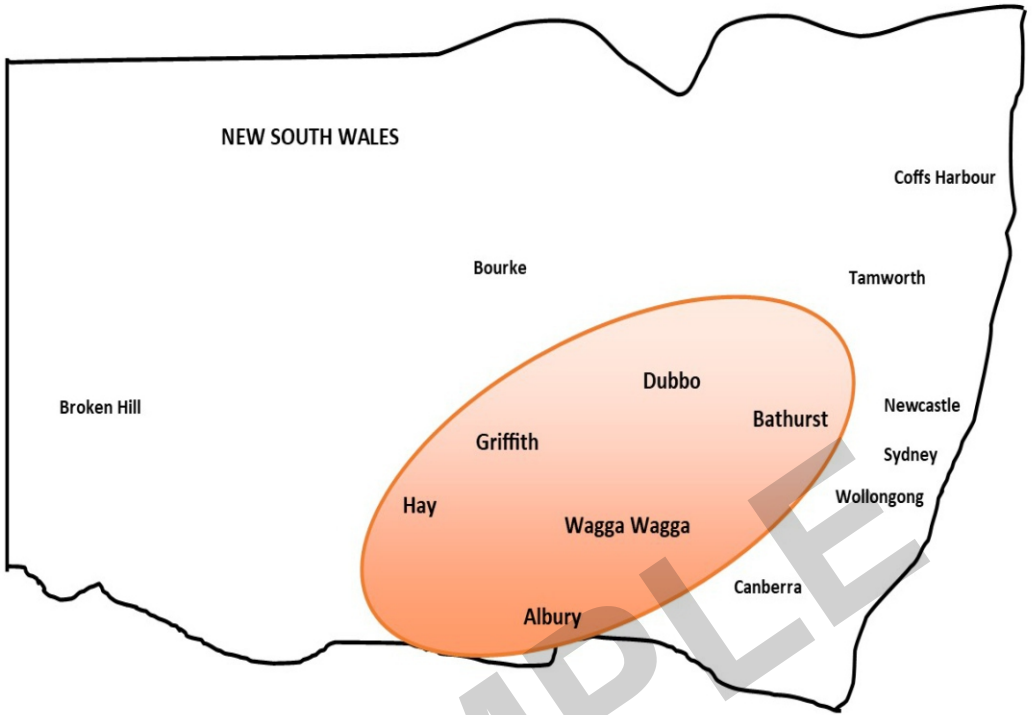 NEW SOUTH WALES
Coffs Harbour
Bourke
Tamworth
Dubbo
Broken Hill
Newcastle
Bathurst
Griffith
Sydney
Wollongong
Hay
Wagga Wagga
Canberra
Albury
MPLE